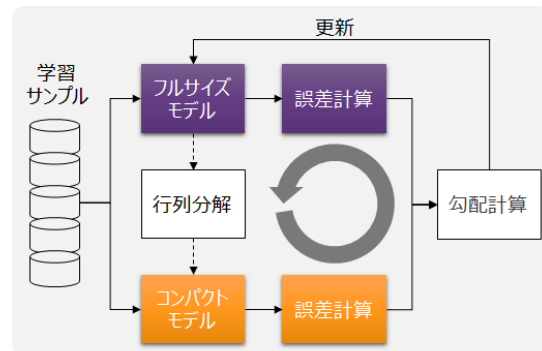 更新
学習
サンプル
フルサイズ
モデル
誤差計算
行列分解
勾配計算
コンパクト
モデル
誤差計算